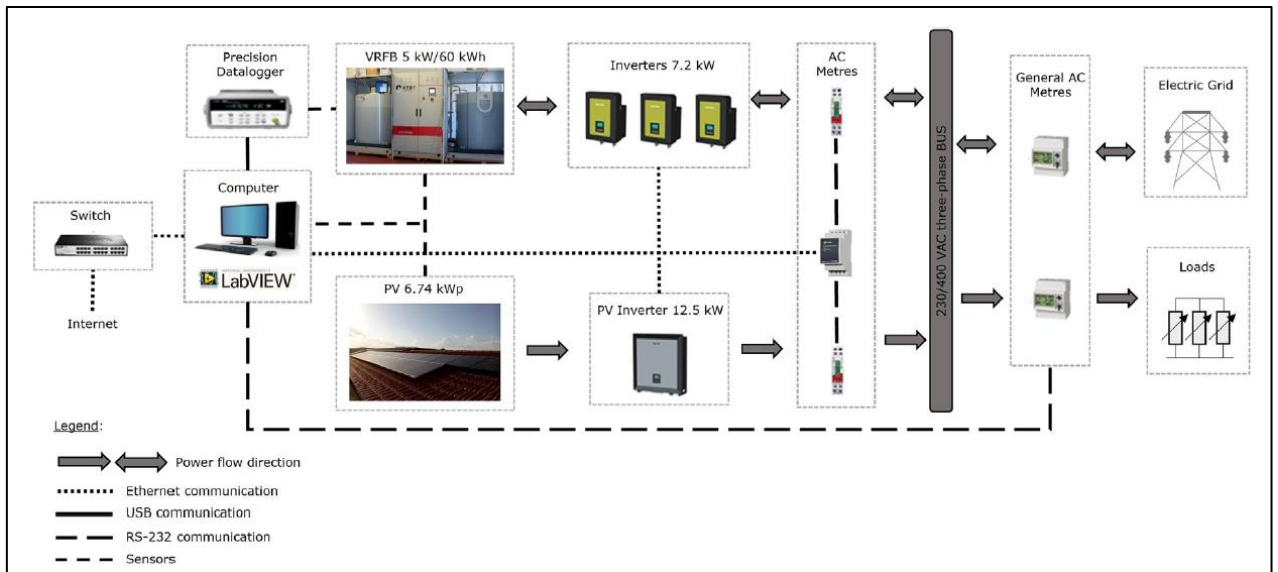 Precision
Datalogger
VRFB 5 kW/60 kWh
Inverters 7.2 kW
AC
Metres
General AC
Metres
Electric Grid
Computer
Switch
LabVIEW
Internet
PV 6.74 kWp
PV Inverter 12.5 kW
230/400 VAC three-phase BUS
Loads
Legend:
Power flow direction
Ethernet communication
USB communication
RS-232 communication
Sensors